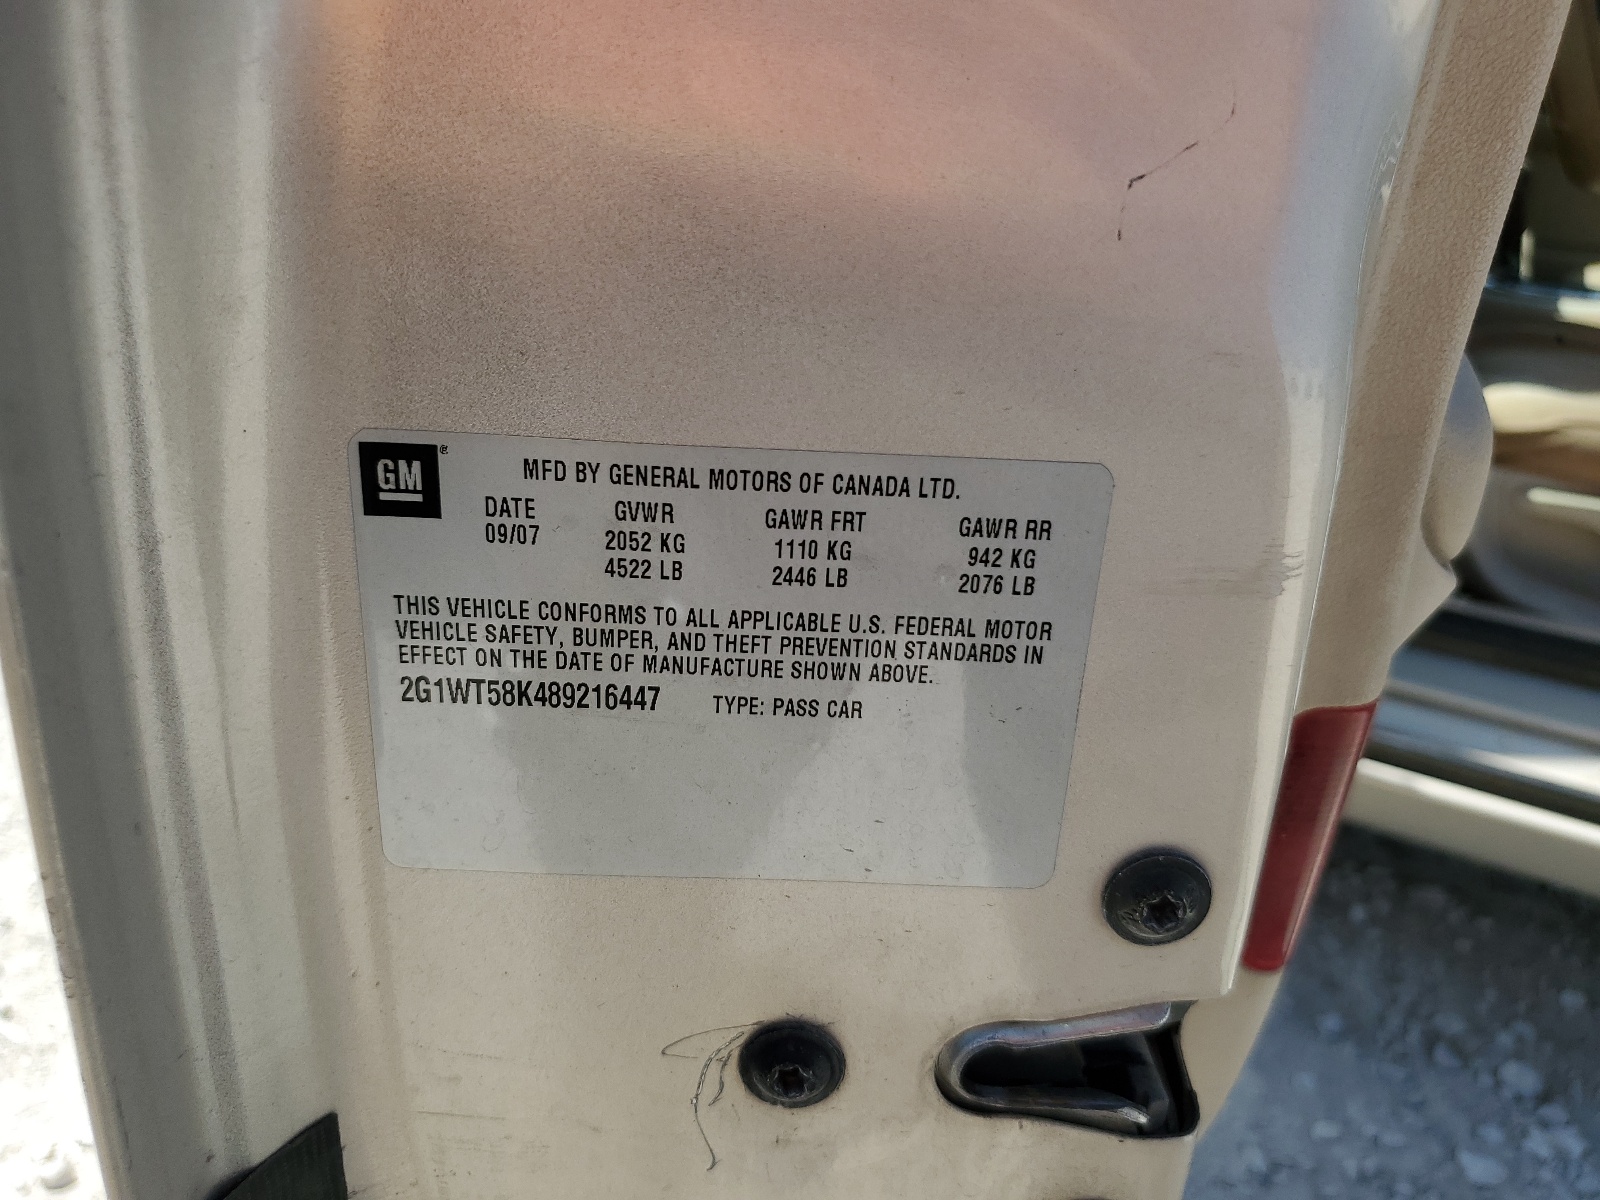 GM ®
MFD BY GENERAL MOTORS OF CANADA LTD.
DATE GVWR GAWR FRT GAWR RR
09/07 2052 KG 1110 KG 942 KG
4522 LB 2446 LB 2076 LB
THIS VEHICLE CONFORMS TO ALL APPLICABLE U.S. FEDERAL MOTOR
VEHICLE SAFETY, BUMPER, AND THEFT PREVENTION STANDARDS IN
EFFECT ON THE DATE OF MANUFACTURE SHOWN ABOVE.
2G1WT58K489216447 TYPE: PASS CAR